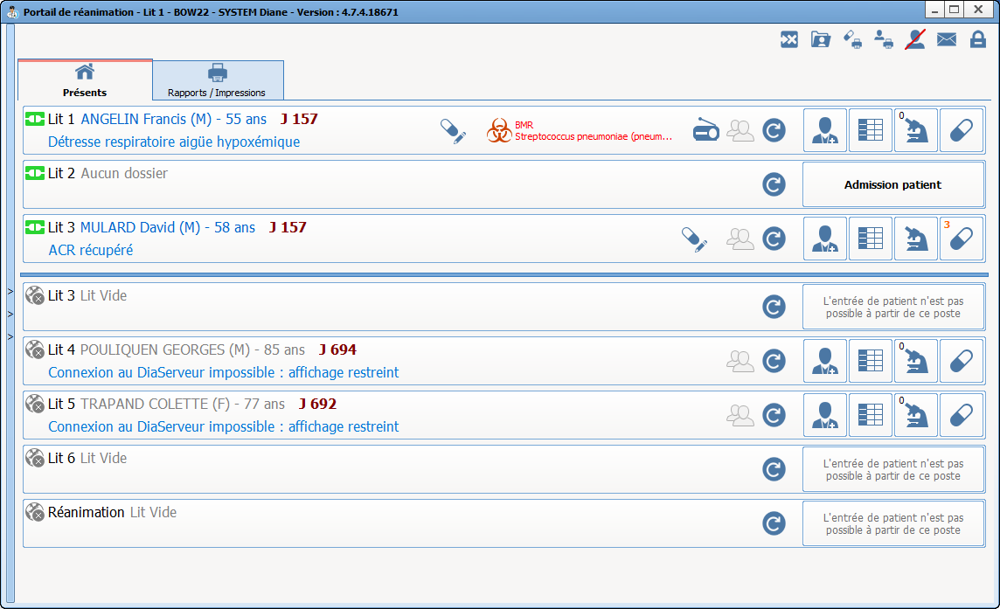 Portail de réanimation - Lit 1 - BOW22 - SYSTEM Diane - Version : 4.7.4.18671
Présents
Rapports / Impressions
Lit 1 ANGELIN Francis (M) - 55 ans J 157
Détresse respiratoire aigüe hypoxémique
BMR
Streptococcus pneumoniae (pneum...
0
Lit 2 Aucun dossier
Admission patient
Lit 3 MULARD David (M) - 58 ans J 157
ACR récupéré
3
>
>
>
Lit 3 Lit Vide
L'entrée de patient n'est pas
possible à partir de ce poste
Lit 4 POULIQUEN GEORGES (M) - 85 ans J 694
Connexion au DiaServeur impossible : affichage restreint
0
Lit 5 TRAPAND COLETTE (F) - 77 ans J 692
Connexion au DiaServeur impossible : affichage restreint
0
Lit 6 Lit Vide
L'entrée de patient n'est pas
possible à partir de ce poste
Réanimation Lit Vide
L'entrée de patient n'est pas
possible à partir de ce poste